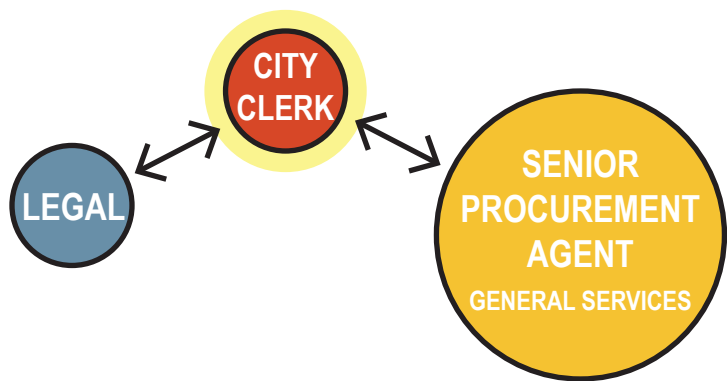 CITY
CLERK
LEGAL
SENIOR
PROCUREMENT
AGENT
GENERAL SERVICES